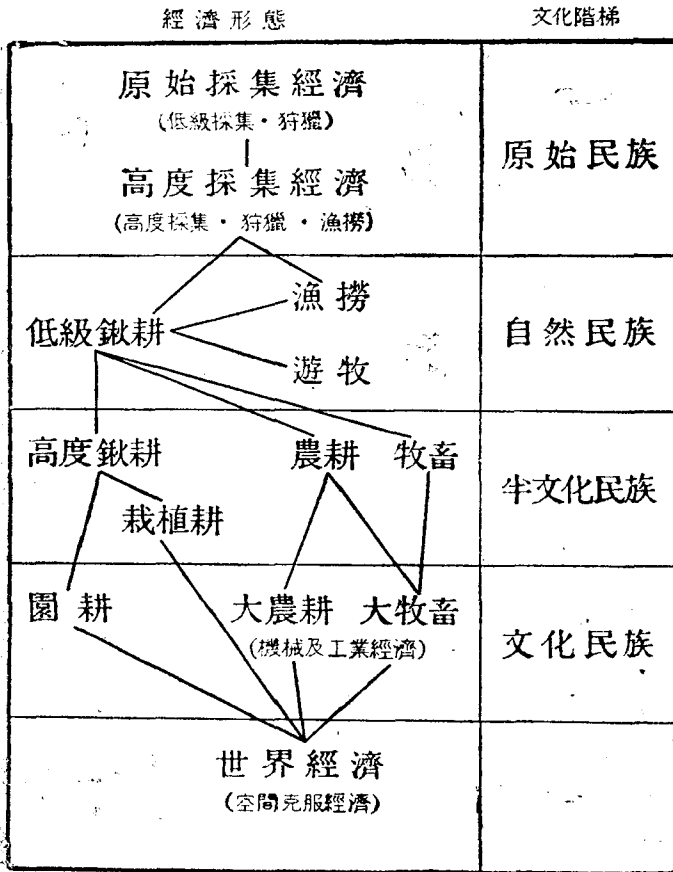 經濟形態 文化階梯
原始採集經濟
(低級採集・狩獵)
原始民族
高度採集經濟
(高度採集・狩獵・漁撈)
漁撈
低級鍬耕 自然民族
遊牧
高度鍬耕 農耕 牧畜
半文化民族
栽植耕
園耕 大農耕 大牧畜
(機械及工業經濟) 文化民族
世界經濟
(空間克服經濟)